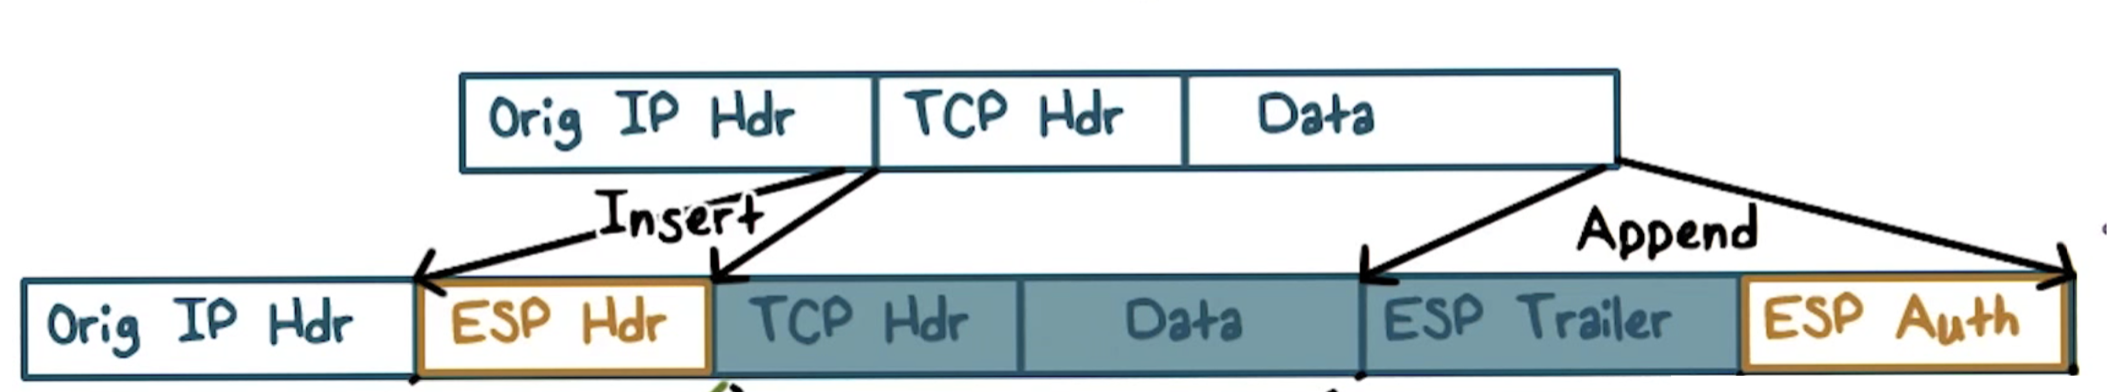 Orig IP Hdr TCP Hdr Data
Insert Append
Orig IP Hdr ESP Hdr TCP Hdr Data ESP Trailer ESP Auth